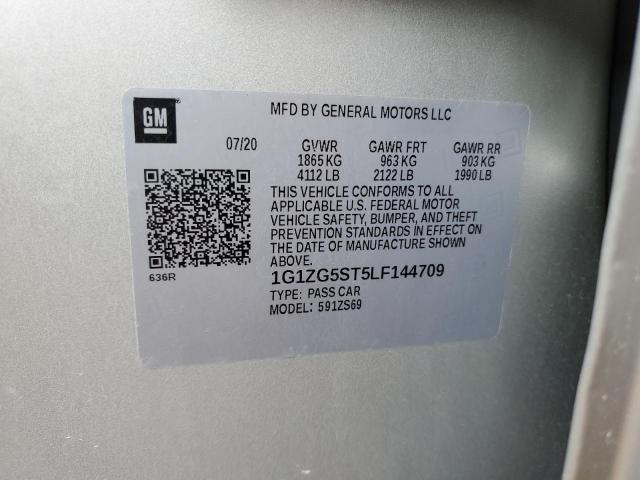 GM
MFD BY GENERAL MOTORS LLC
07/20 GVWR GAWR FRT GAWR RR
1865 KG 963 KG 903 KG
4112 LB 2122 LB 1990 LB
THIS VEHICLE CONFORMS TO ALL
APPLICABLE U.S. FEDERAL MOTOR
VEHICLE SAFETY, BUMPER, AND THEFT
PREVENTION STANDARDS IN EFFECT ON
THE DATE OF MANUFACTURE SHOWN
ABOVE.
636R
1G1ZG5ST5LF144709
TYPE: PASS CAR
MODEL: 591ZS69